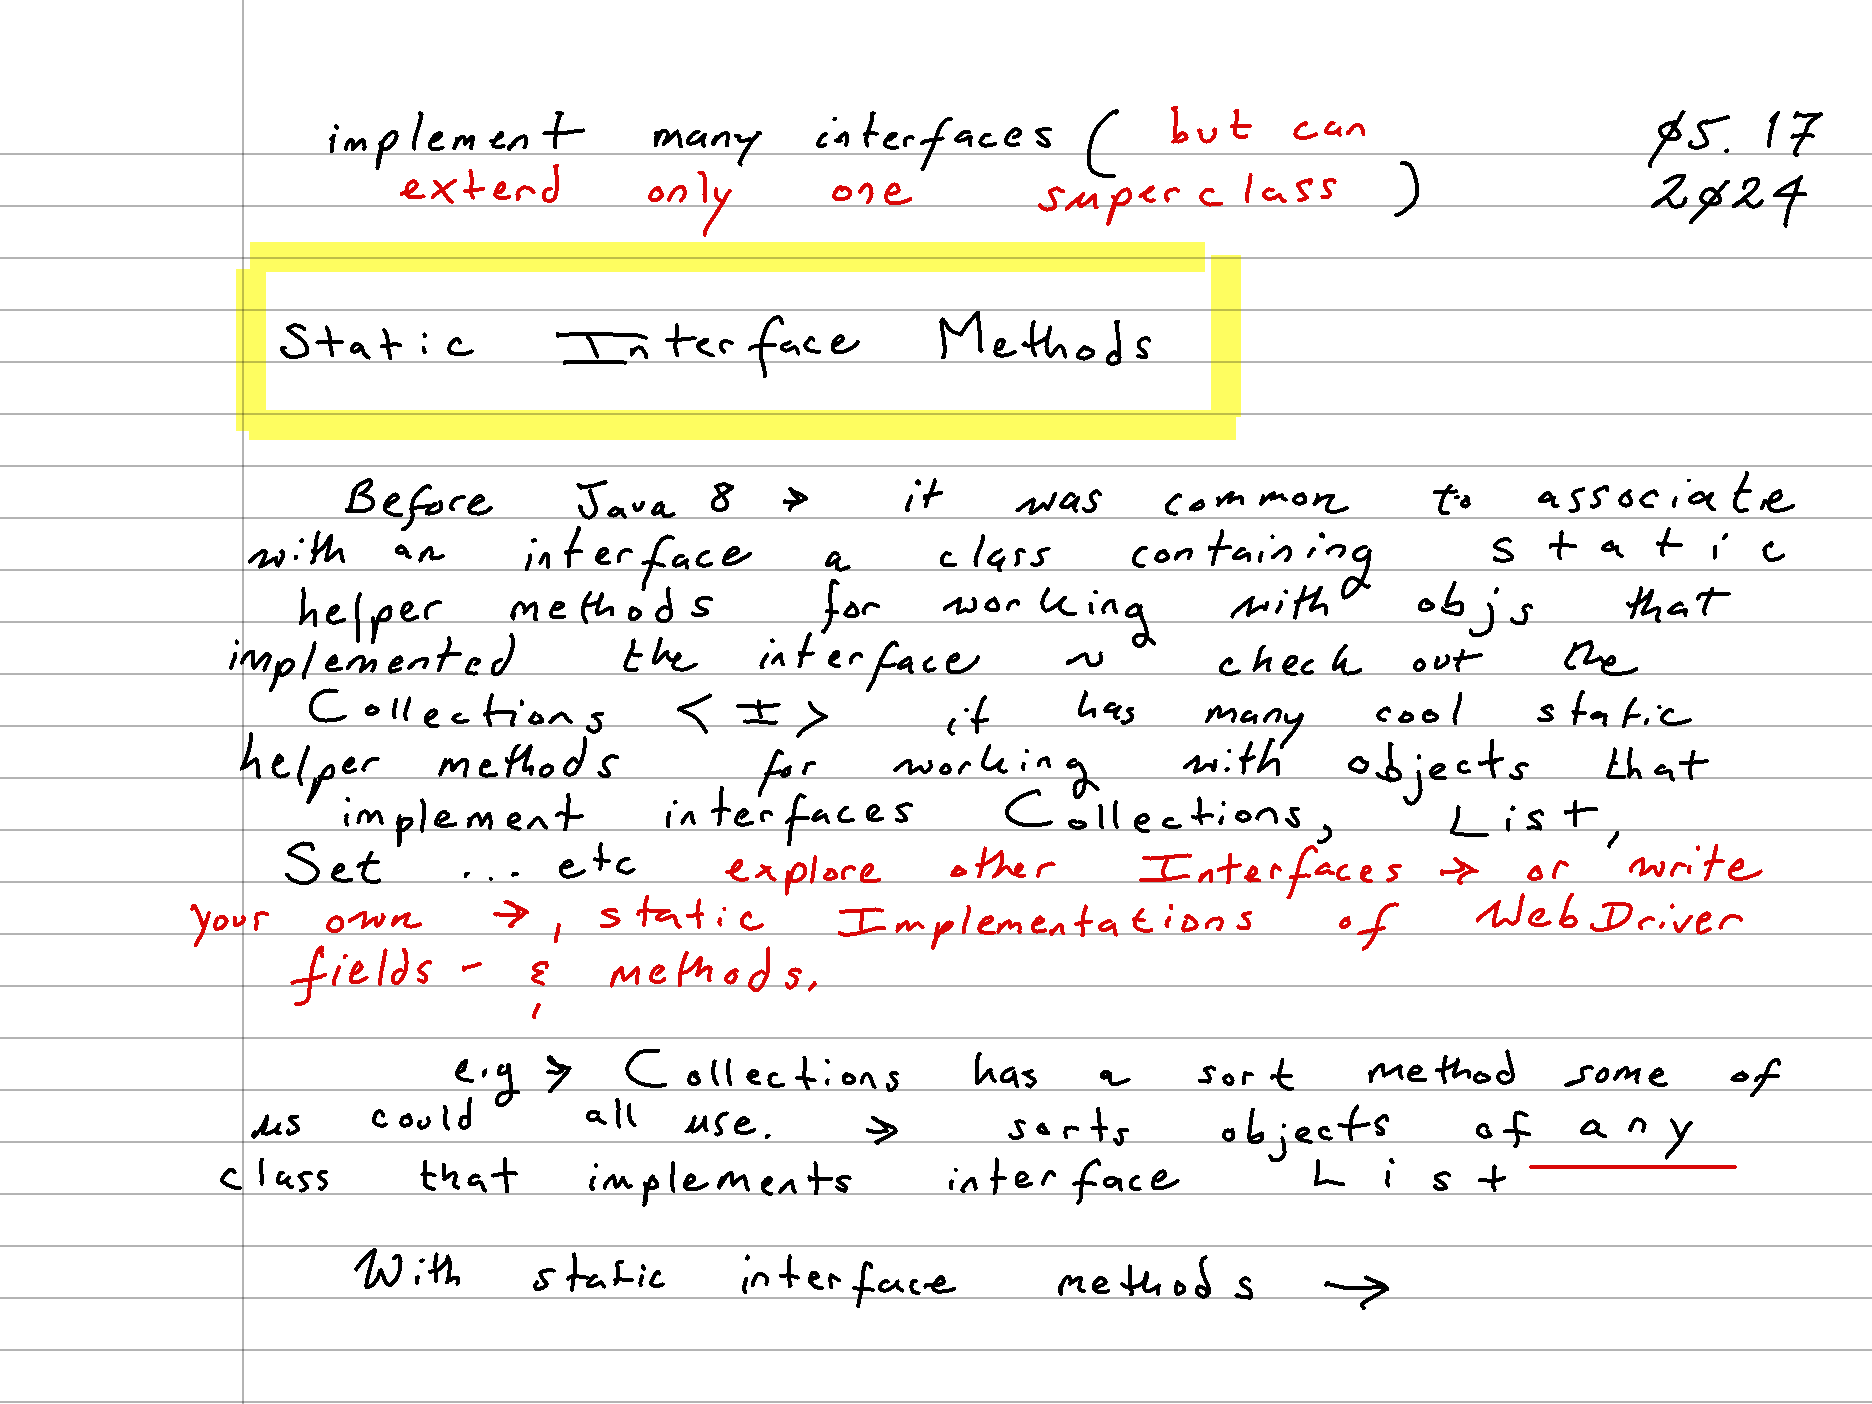 implement many interfaces ( but can
extend only one superclass )
05.17
2024
Static Interface Methods
Before Java 8 → it was common to associate
with an interface a class containing static
helper methods for working with objs that
implemented the interface ~ check out the
Collections <I> it has many cool static
helper methods for working with objects that
implement interfaces Collections, List,
Set ... etc explore other Interfaces → or write
your own →, static Implementations of WebDriver
fields - & methods.
e.g → Collections has a sort method some of
us could all use. → sorts objects of any
class that implements interface List
With static interface methods →